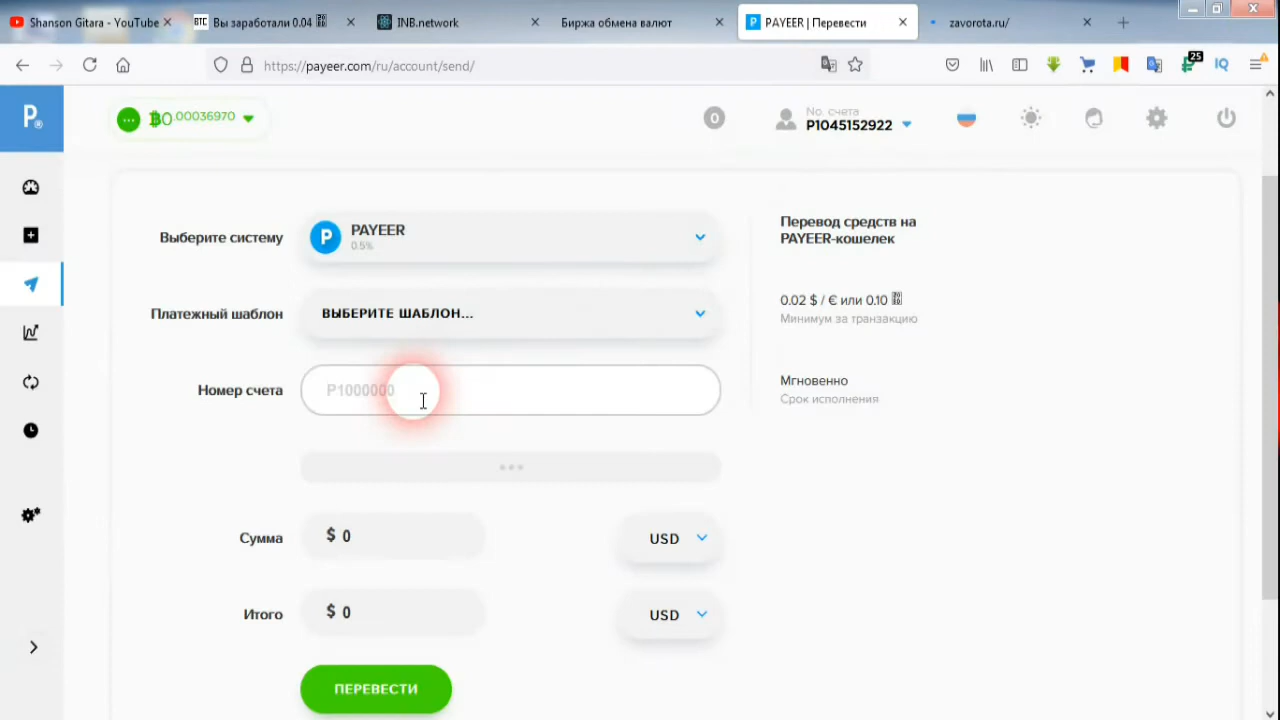 Shanson Gitara - YouTube
BTC Вы заработали 0.04
INB.network
Биржа обмена валют
PAYEER | Перевести
zavorota.ru/
https://payeer.com/ru/account/send/
25
IQ
P®
฿0.00036970
0
No. счета
P1045152922
Выберите систему
P PAYEER
0.5%
Платежный шаблон
ВЫБЕРИТЕ ШАБЛОН...
Номер счета
P1000000
Сумма
$ 0
USD
Итого
$ 0
USD
ПЕРЕВЕСТИ
Перевод средств на
PAYEER-кошелек
0.02 $ / € или 0.10
Минимум за транзакцию
Мгновенно
Срок исполнения